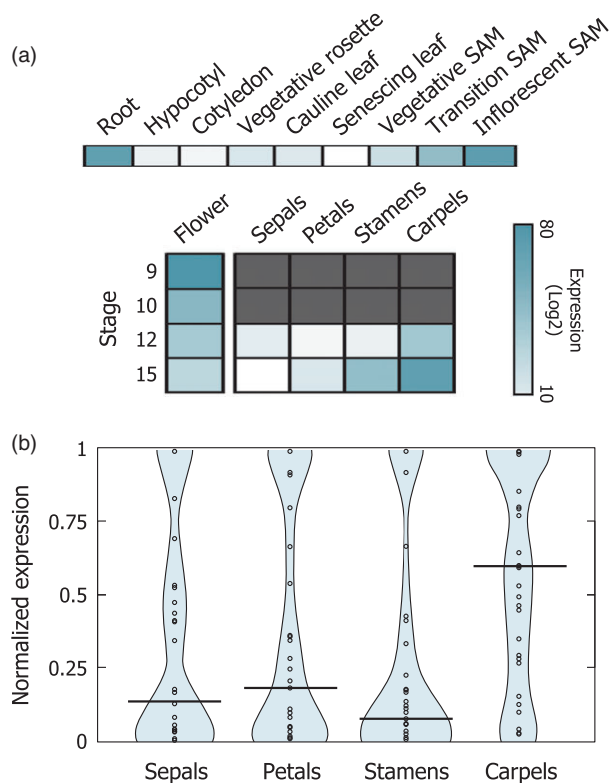 (a)
Root
Hypocotyl
Cotyledon
Vegetative rosette
Cauline leaf
Senescing leaf
Vegetative SAM
Transition SAM
Inflorescent SAM
Flower
Sepals
Petals
Stamens
Carpels
Stage
9
10
12
15
80
Expression
(Log2)
10
(b)
Normalized expression
1
0.75
0.5
0.25
0
Sepals Petals Stamens Carpels